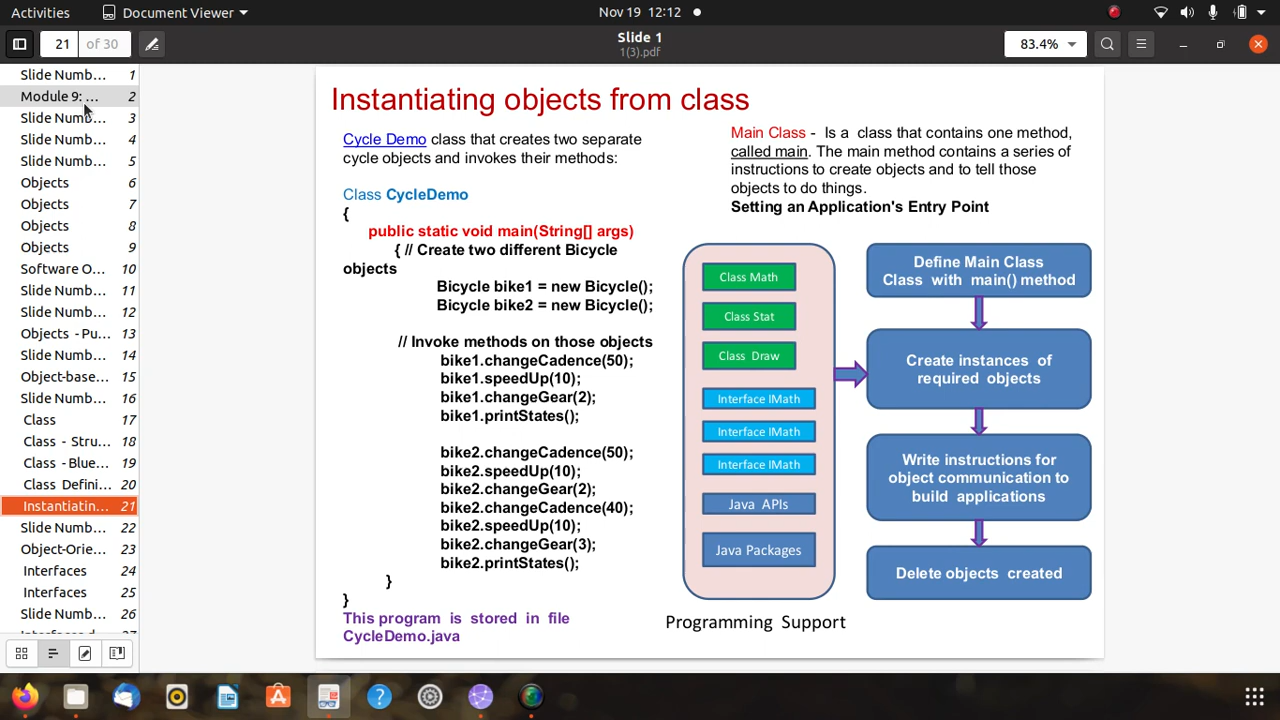 Activities
Document Viewer
Nov 19 12:12
21 of 30
Slide 1
1(3).pdf
83.4%
Slide Numb... 1
Module 9: ... 2
Slide Numb... 3
Slide Numb... 4
Slide Numb... 5
Objects 6
Objects 7
Objects 8
Objects 9
Software O... 10
Slide Numb... 11
Slide Numb... 12
Objects - Pu... 13
Slide Numb... 14
Object-base... 15
Slide Numb... 16
Class 17
Class - Stru... 18
Class - Blue... 19
Class Defini... 20
Instantiatin... 21
Slide Numb... 22
Object-Orie... 23
Interfaces 24
Interfaces 25
Slide Numb... 26
Instantiating objects from class
Cycle Demo class that creates two separate
cycle objects and invokes their methods:
Class CycleDemo
{
public static void main(String[] args)
{ // Create two different Bicycle
objects
Bicycle bike1 = new Bicycle();
Bicycle bike2 = new Bicycle();
// Invoke methods on those objects
bike1.changeCadence(50);
bike1.speedUp(10);
bike1.changeGear(2);
bike1.printStates();
bike2.changeCadence(50);
bike2.speedUp(10);
bike2.changeGear(2);
bike2.changeCadence(40);
bike2.speedUp(10);
bike2.changeGear(3);
bike2.printStates();
}
}
This program is stored in file
CycleDemo.java
Main Class - Is a class that contains one method,
called main. The main method contains a series of
instructions to create objects and to tell those
objects to do things.
Setting an Application's Entry Point
Class Math
Class Stat
Class Draw
Interface IMath
Interface IMath
Interface IMath
Java APIs
Java Packages
Programming Support
Define Main Class
Class with main() method
Create instances of
required objects
Write instructions for
object communication to
build applications
Delete objects created